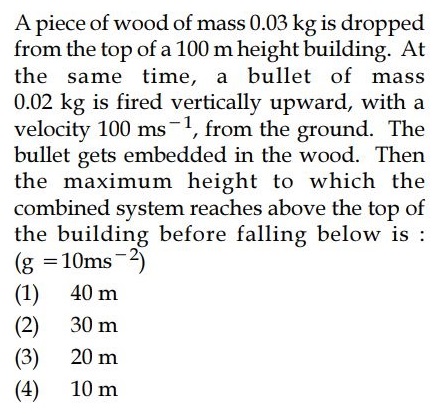 A piece of wood of mass 0.03 kg is dropped
from the top of a 100 m height building. At
the same time, a bullet of mass
0.02 kg is fired vertically upward, with a
velocity 100 ms⁻¹, from the ground. The
bullet gets embedded in the wood. Then
the maximum height to which the
combined system reaches above the top of
the building before falling below is :
(g = 10ms⁻²)
(1) 40 m
(2) 30 m
(3) 20 m
(4) 10 m